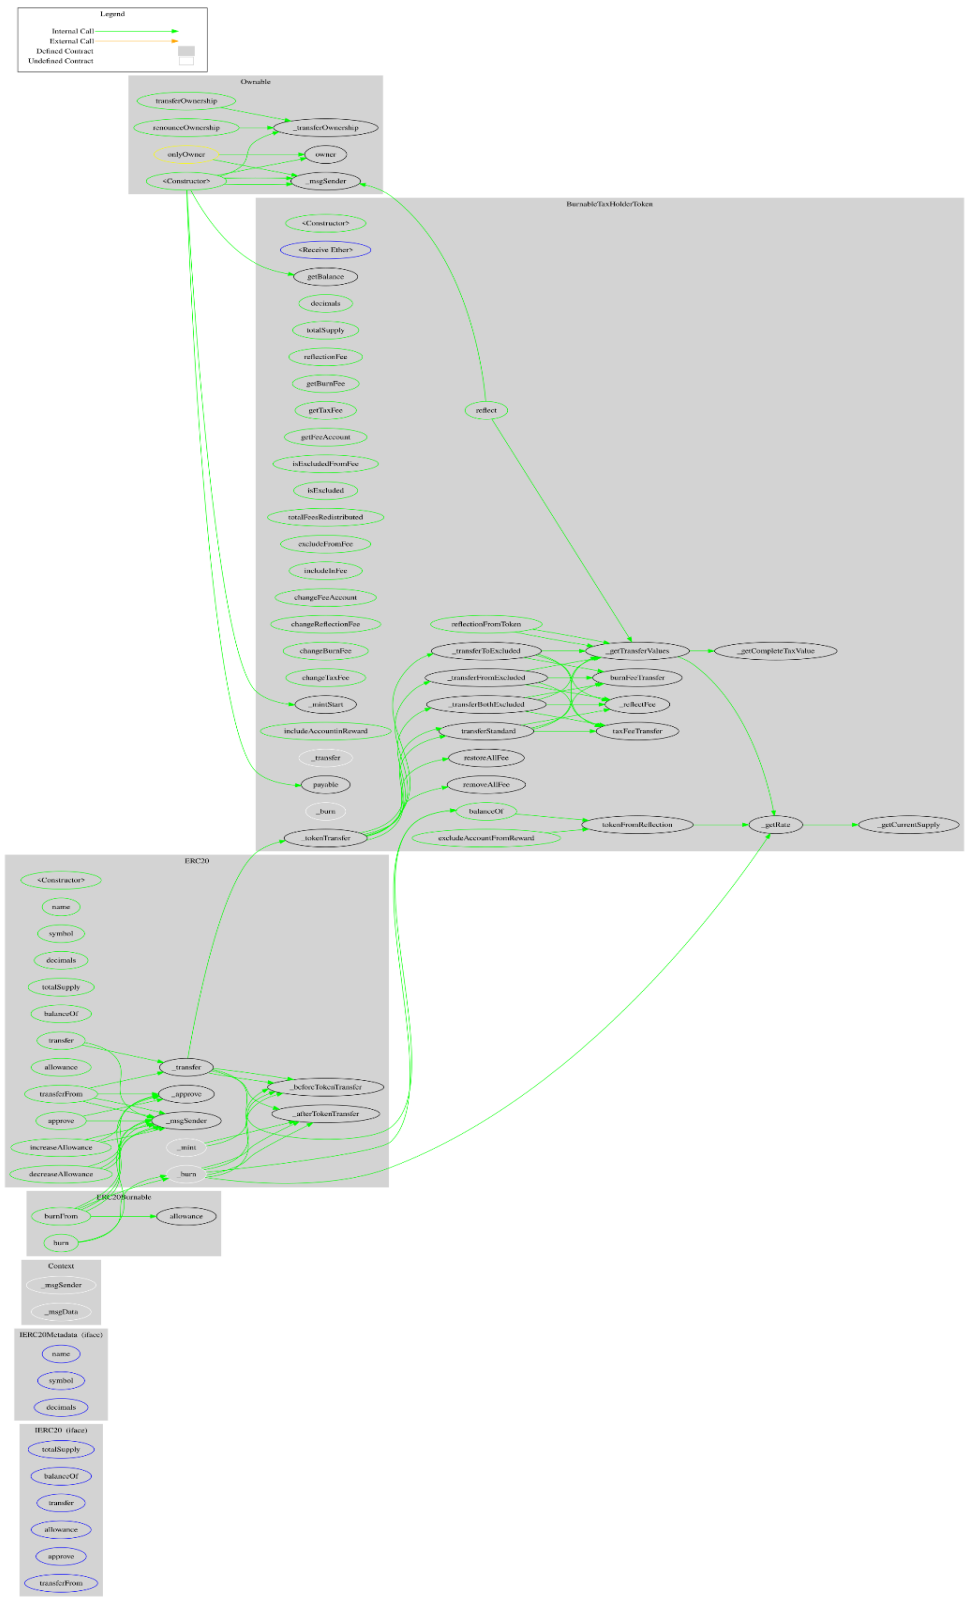 Legend
Internal Call
External Call
Defined Contract
Undefined Contract
Ownable
transferOwnership
renounceOwnership
_transferOwnership
onlyOwner
owner
<Constructor>
_msgSender
BurnableTaxHolderToken
<Constructor>
<Receive Ether>
getBalance
decimals
totalSupply
reflectionFee
getBurnFee
getTaxFee
reflect
getFeeAccount
isExcludedFromFee
isExcluded
totalFeesRedistributed
excludeFromFee
includeInFee
changeFeeAccount
changeReflectionFee
reflectionFromToken
changeBurnFee
_transferToExcluded
_getTransferValues
_getCompleteTaxValue
changeTaxFee
_transferFromExcluded
burnFeeTransfer
_mintStart
_transferBothExcluded
_reflectFee
includeAccountinReward
transferStandard
taxFeeTransfer
_transfer
restoreAllFee
payable
removeAllFee
_burn
balanceOf
tokenFromReflection
_getRate
_getCurrentSupply
_tokenTransfer
excludeAccountFromReward
ERC20
<Constructor>
name
symbol
decimals
totalSupply
balanceOf
transfer
allowance
_transfer
_beforeTokenTransfer
transferFrom
_approve
_afterTokenTransfer
approve
_msgSender
increaseAllowance
_mint
decreaseAllowance
_burn
ERC20Burnable
burnFrom
allowance
burn
Context
_msgSender
_msgData
IERC20Metadata (iface)
name
symbol
decimals
IERC20 (iface)
totalSupply
balanceOf
transfer
allowance
approve
transferFrom